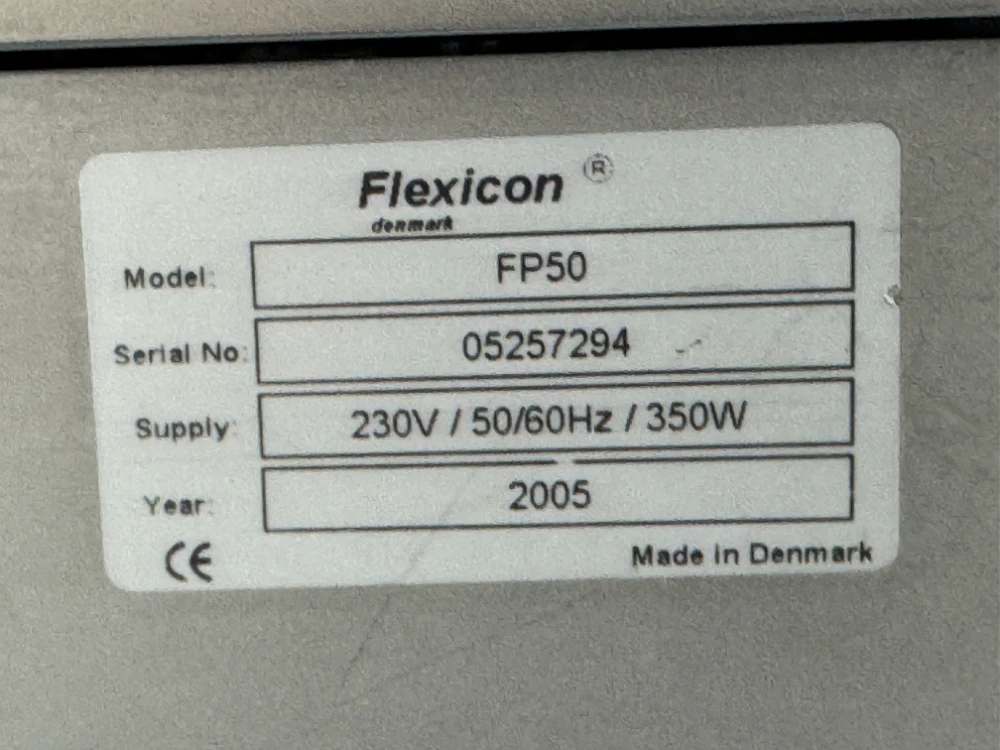 Flexicon ®
denmark
Model: FP50
Serial No: 05257294
Supply: 230V / 50/60Hz / 350W
Year: 2005
CE Made in Denmark